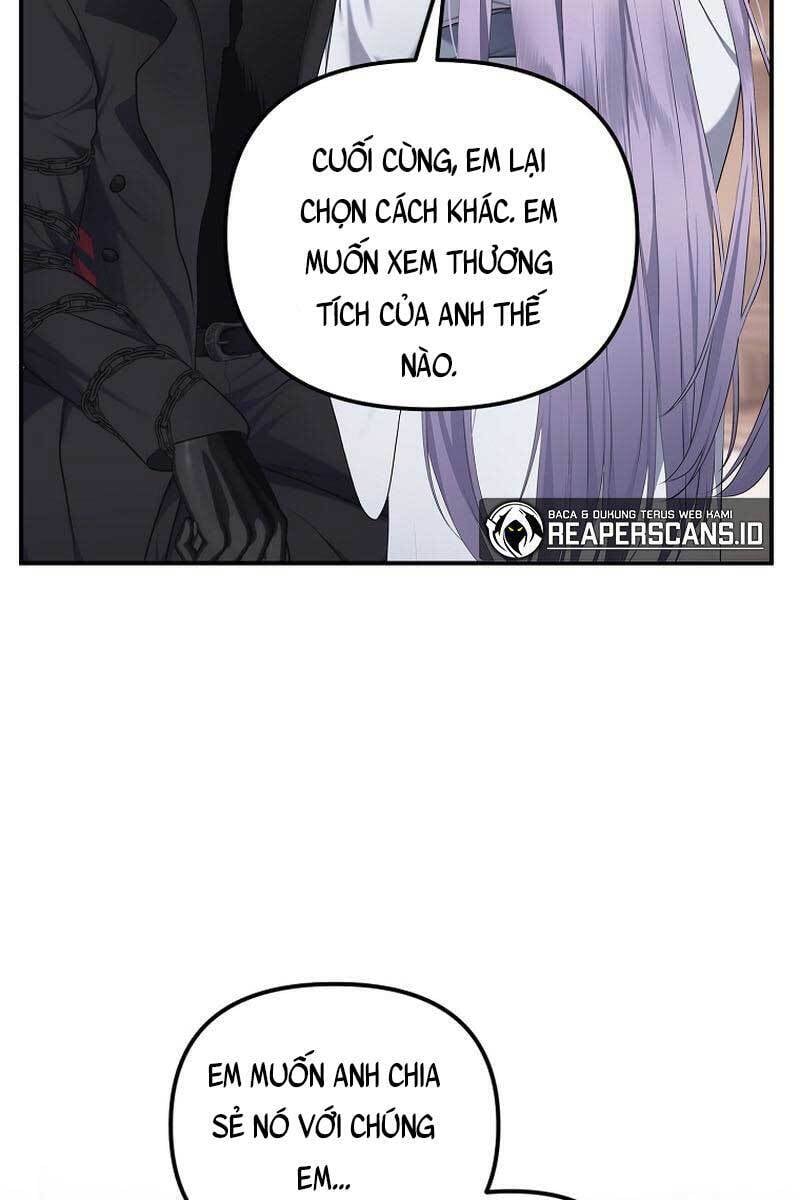 CUỐI CÙNG, EM LẠI
CHỌN CÁCH KHÁC. EM
MUỐN XEM THƯƠNG
TÍCH CỦA ANH THẾ
NÀO.
BACA & DUKUNG TERUS WEB KAMI
REAPERSCANS.ID
EM MUỐN ANH CHIA
SẺ NÓ VỚI CHÚNG
EM...